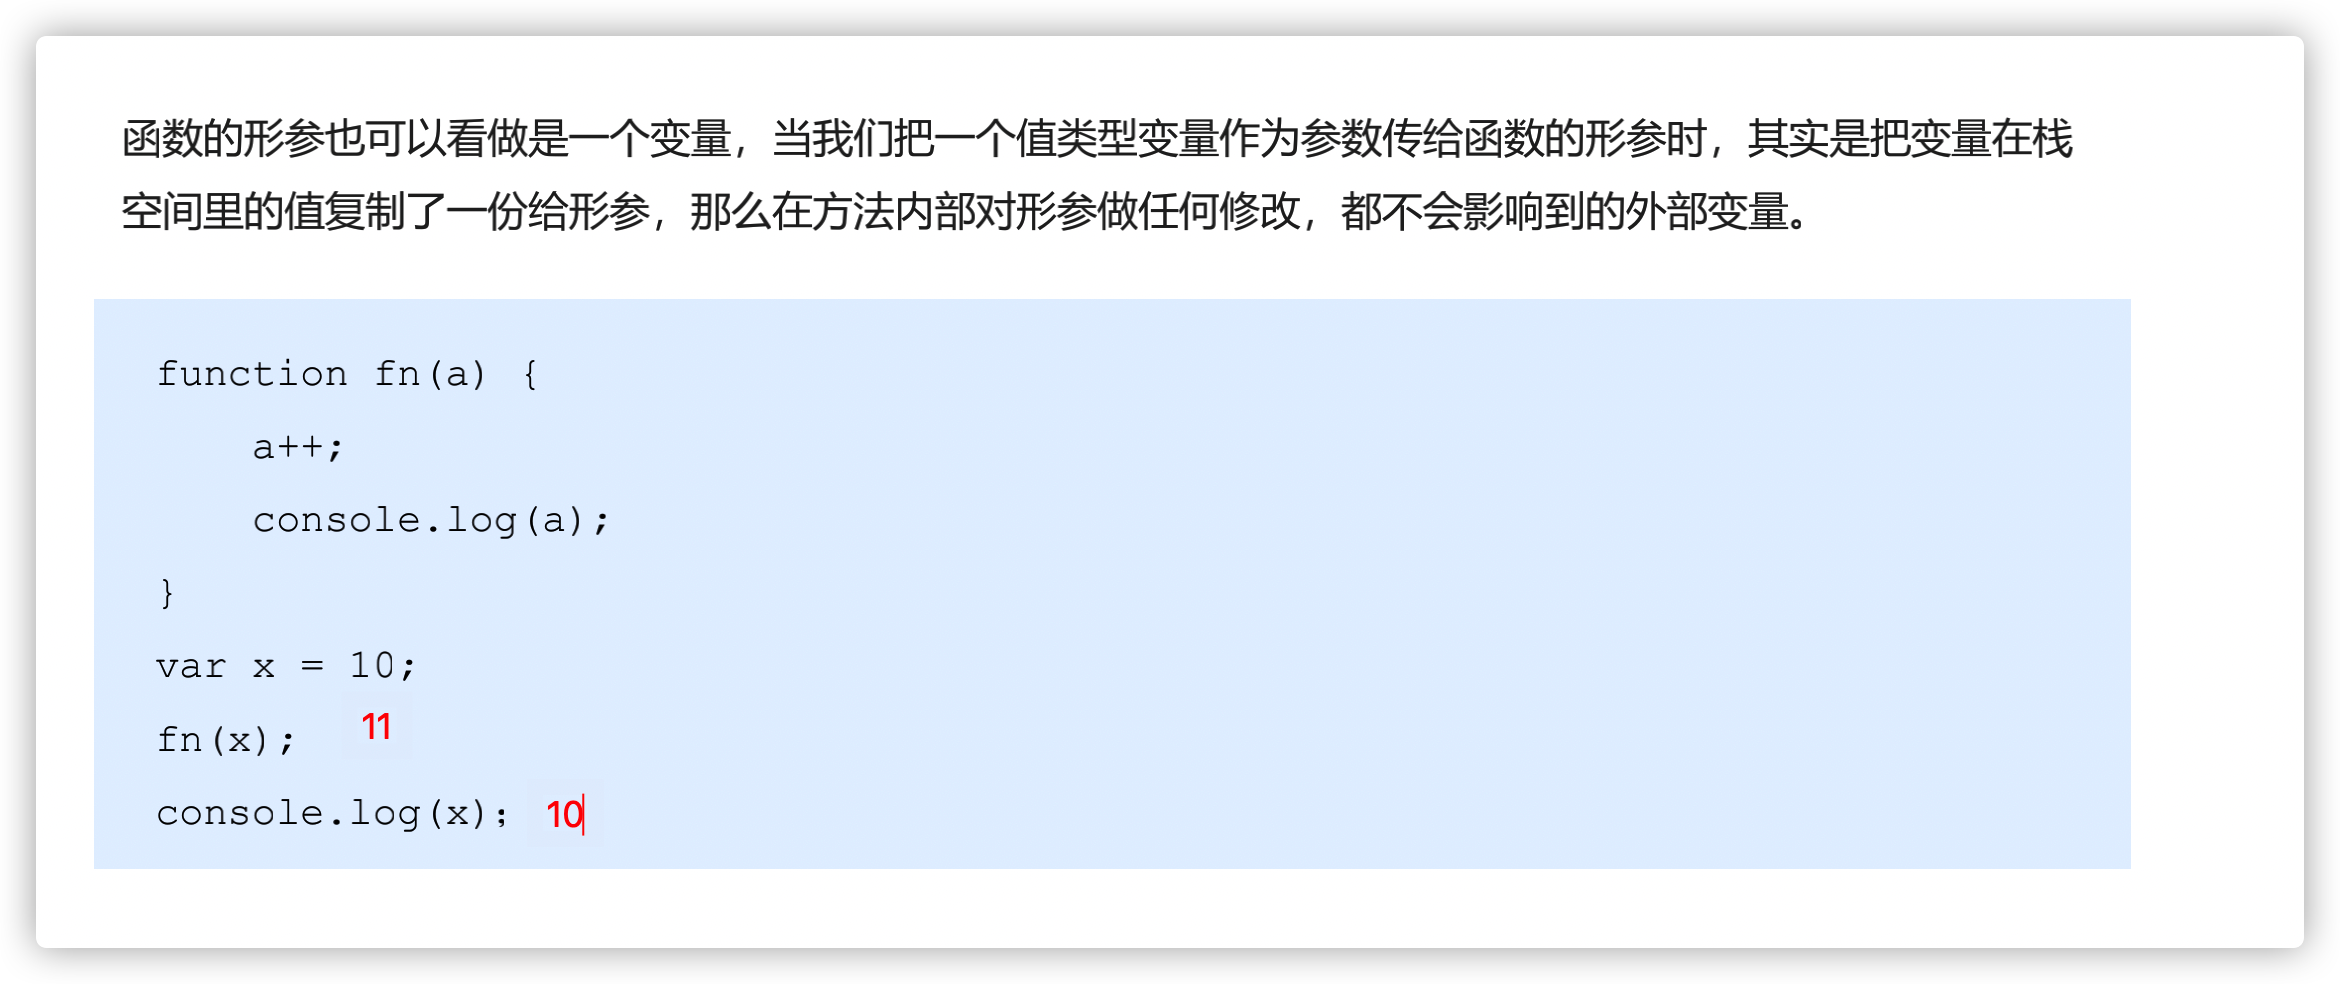 函数的形参也可以看做是一个变量，当我们把一个值类型变量作为参数传给函数的形参时，其实是把变量在栈
空间里的值复制了一份给形参，那么在方法内部对形参做任何修改，都不会影响到的外部变量。
function fn(a) {
    a++;
    console.log(a);
}
var x = 10;
fn(x); 11
console.log(x); 10